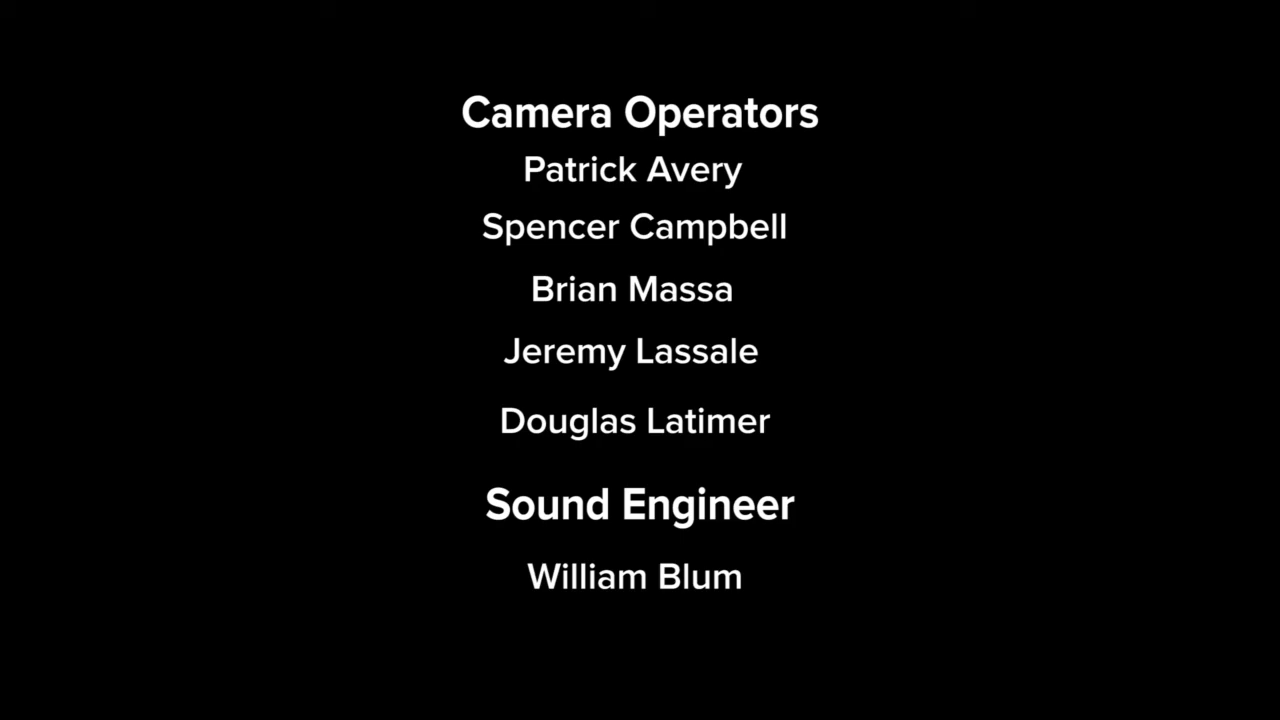 Camera Operators
Patrick Avery
Spencer Campbell
Brian Massa
Jeremy Lassale
Douglas Latimer
Sound Engineer
William Blum